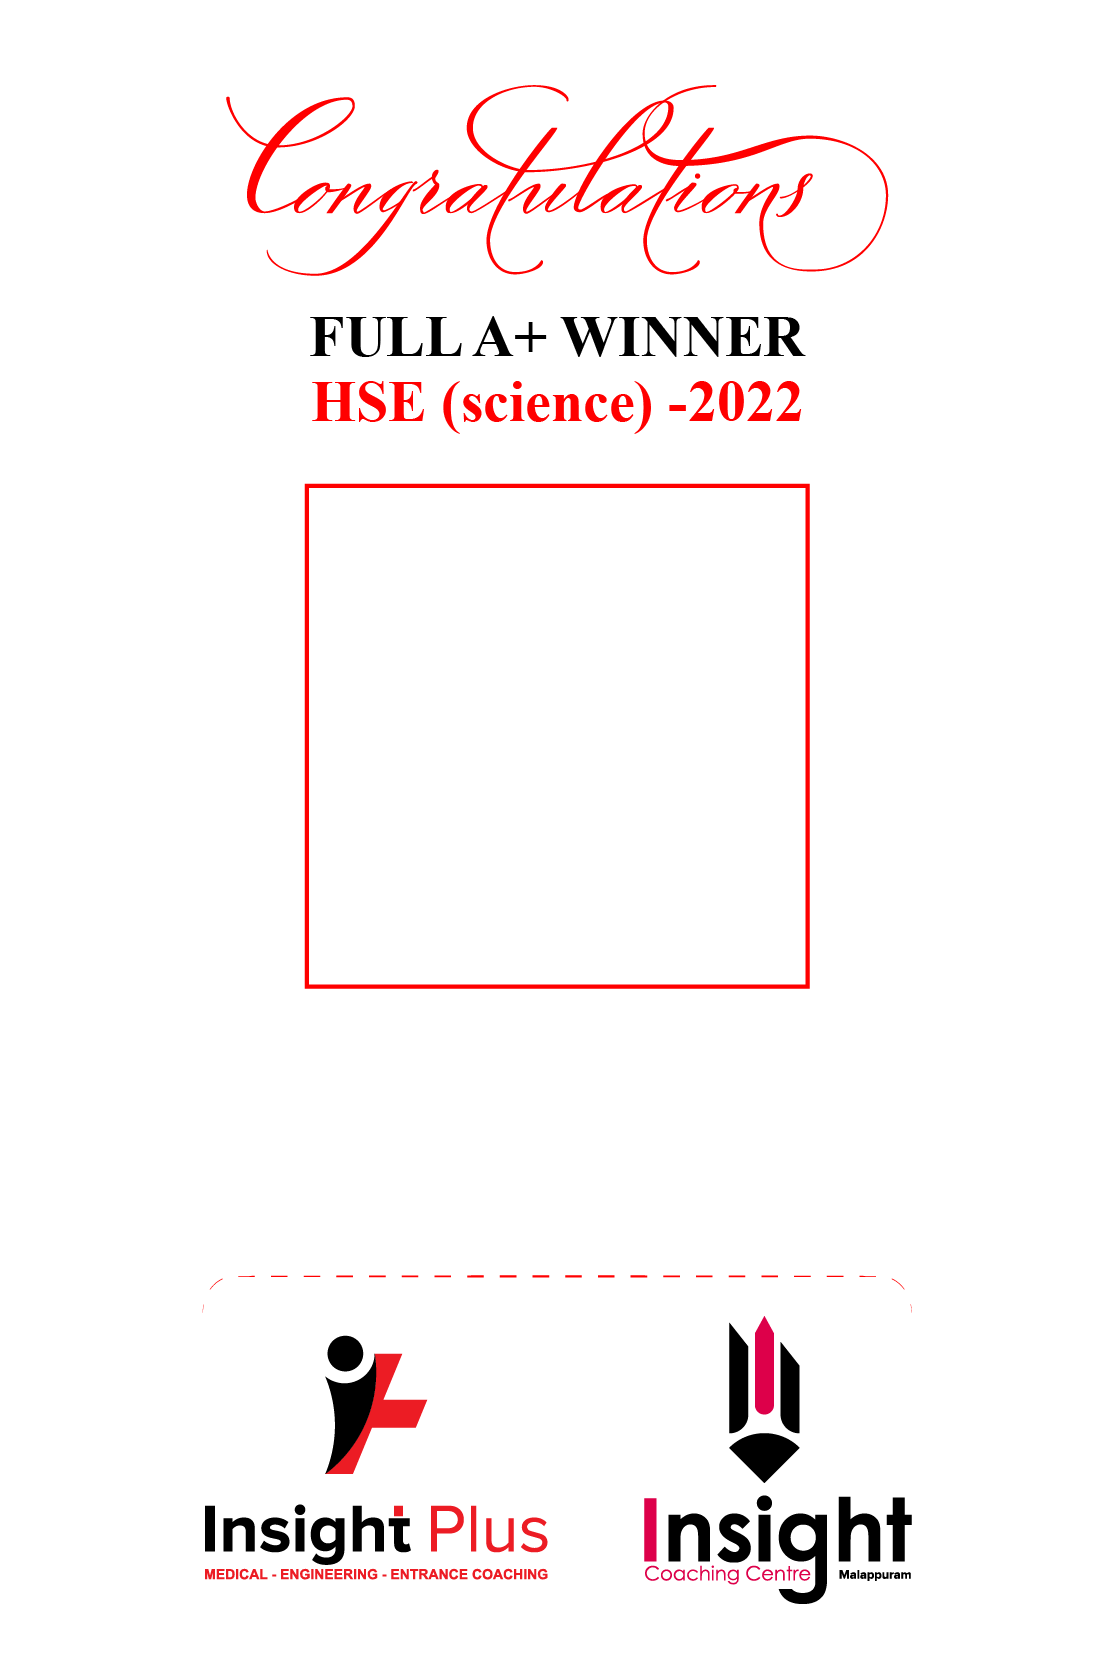 Congratulations
FULL A+ WINNER
HSE (science) -2022
Insight Plus
MEDICAL - ENGINEERING - ENTRANCE COACHING
Insight
Coaching Centre Malappuram